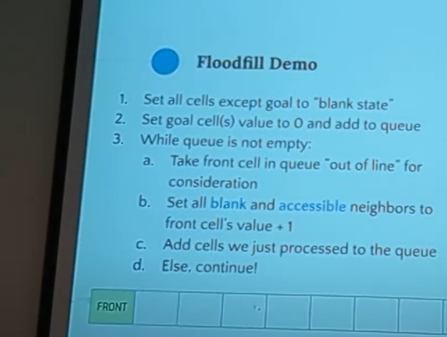 Floodfill Demo
1. Set all cells except goal to "blank state"
2. Set goal cell(s) value to 0 and add to queue
3. While queue is not empty:
a. Take front cell in queue "out of line" for
consideration
b. Set all blank and accessible neighbors to
front cell's value + 1
c. Add cells we just processed to the queue
d. Else, continue!
FRONT